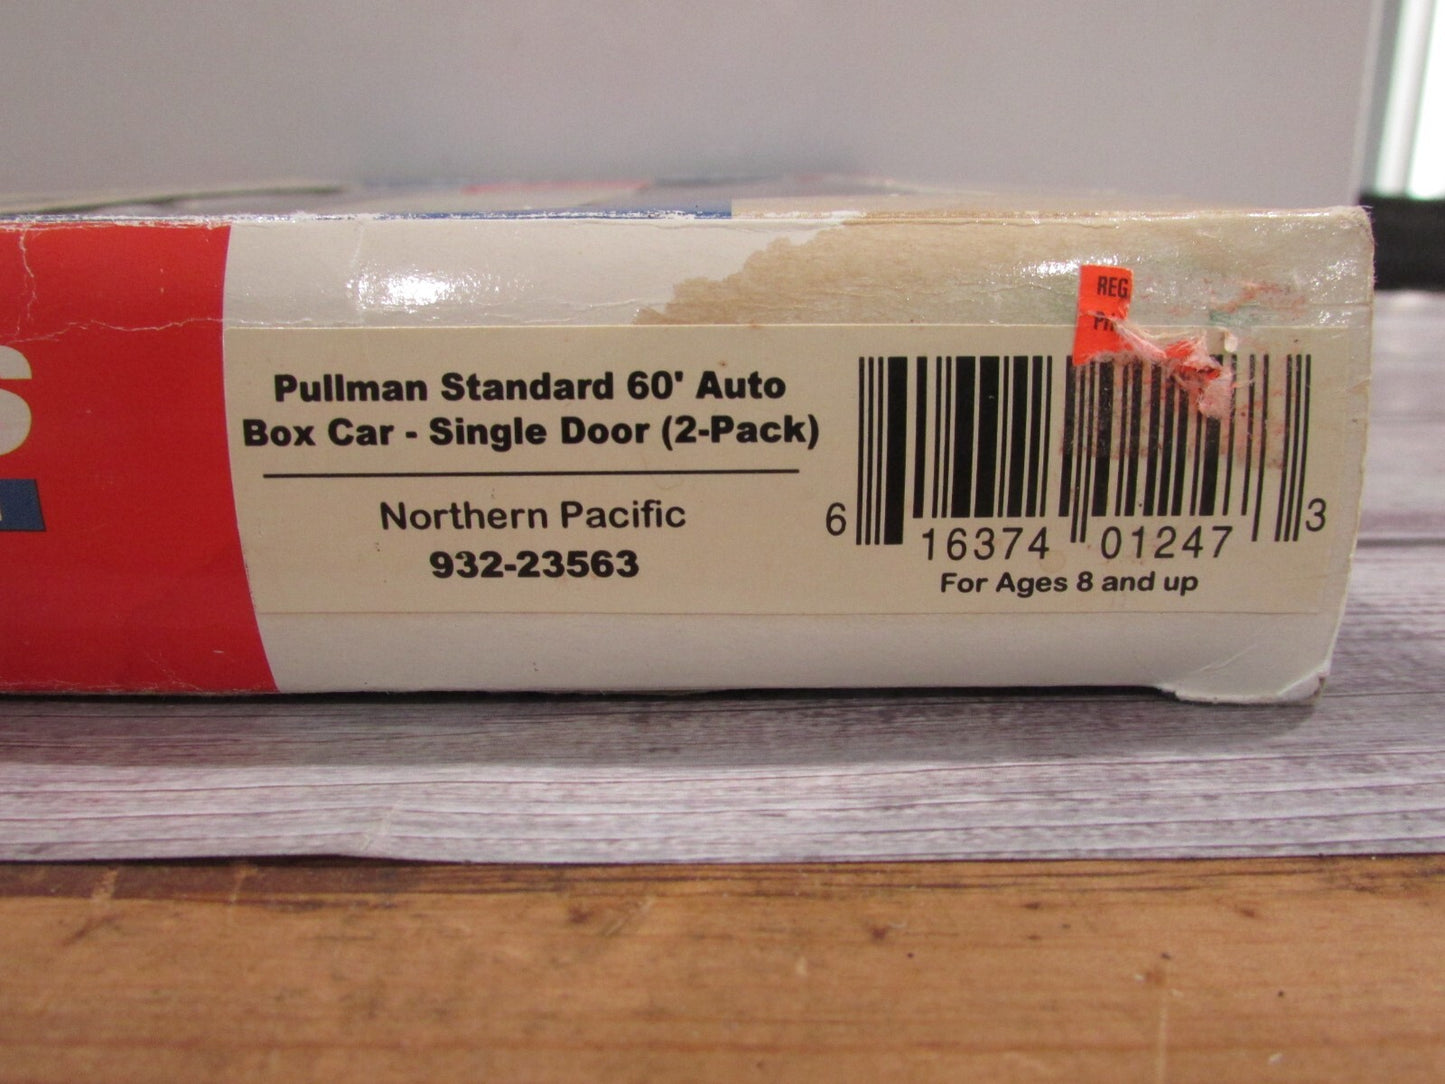 S
Pullman Standard 60' Auto
Box Car - Single Door (2-Pack)
Northern Pacific
932-23563
REG
6 16374 01247 3
For Ages 8 and up